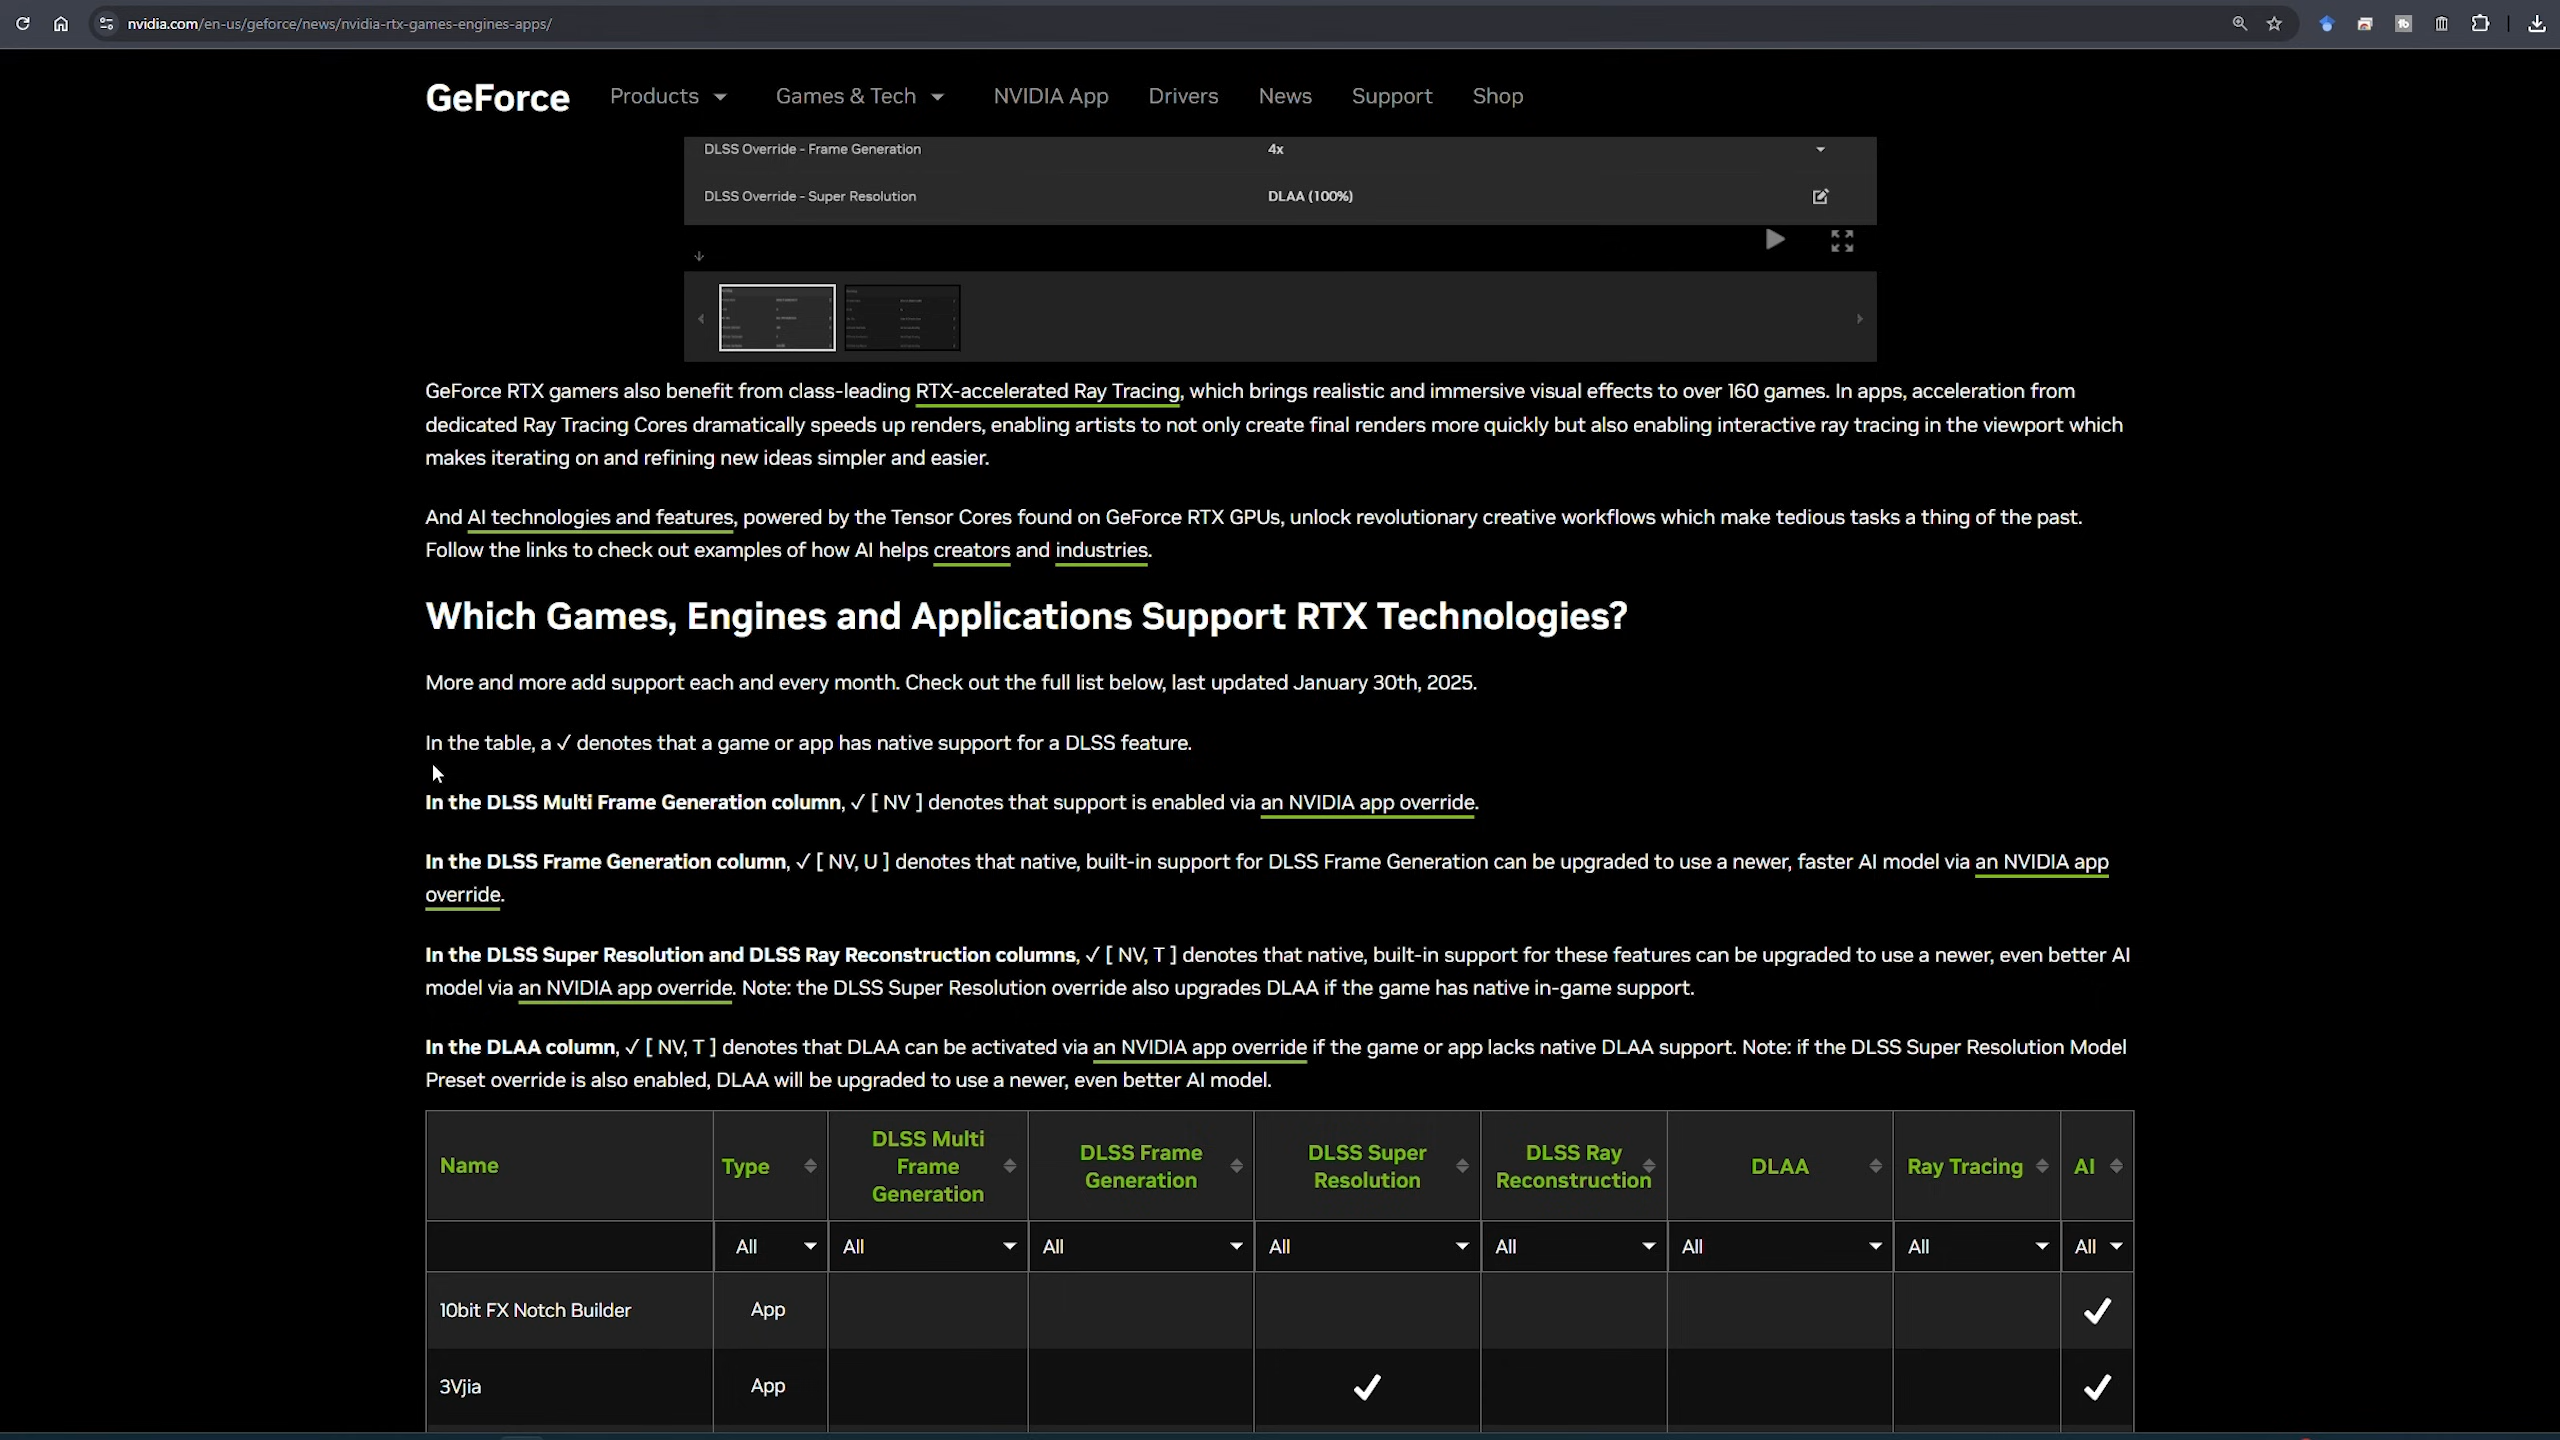 nvidia.com/en-us/geforce/news/nvidia-rtx-games-engines-apps/
GeForce Products Games & Tech NVIDIA App Drivers News Support Shop
DLSS Override - Frame Generation 4x
DLSS Override - Super Resolution DLAA (100%)
GeForce RTX gamers also benefit from class-leading RTX-accelerated Ray Tracing, which brings realistic and immersive visual effects to over 160 games. In apps, acceleration from
dedicated Ray Tracing Cores dramatically speeds up renders, enabling artists to not only create final renders more quickly but also enabling interactive ray tracing in the viewport which
makes iterating on and refining new ideas simpler and easier.
And AI technologies and features, powered by the Tensor Cores found on GeForce RTX GPUs, unlock revolutionary creative workflows which make tedious tasks a thing of the past.
Follow the links to check out examples of how AI helps creators and industries.
Which Games, Engines and Applications Support RTX Technologies?
More and more add support each and every month. Check out the full list below, last updated January 30th, 2025.
In the table, a ✓ denotes that a game or app has native support for a DLSS feature.
In the DLSS Multi Frame Generation column, ✓ [ NV ] denotes that support is enabled via an NVIDIA app override.
In the DLSS Frame Generation column, ✓ [ NV, U ] denotes that native, built-in support for DLSS Frame Generation can be upgraded to use a newer, faster AI model via an NVIDIA app
override.
In the DLSS Super Resolution and DLSS Ray Reconstruction columns, ✓ [ NV, T ] denotes that native, built-in support for these features can be upgraded to use a newer, even better AI
model via an NVIDIA app override. Note: the DLSS Super Resolution override also upgrades DLAA if the game has native in-game support.
In the DLAA column, ✓ [ NV, T ] denotes that DLAA can be activated via an NVIDIA app override if the game or app lacks native DLAA support. Note: if the DLSS Super Resolution Model
Preset override is also enabled, DLAA will be upgraded to use a newer, even better AI model.
Name Type DLSS Multi Frame Generation DLSS Frame Generation DLSS Super Resolution DLSS Ray Reconstruction DLAA Ray Tracing AI
All All All All All All All All
10bit FX Notch Builder App ✓
3Vjia App ✓ ✓